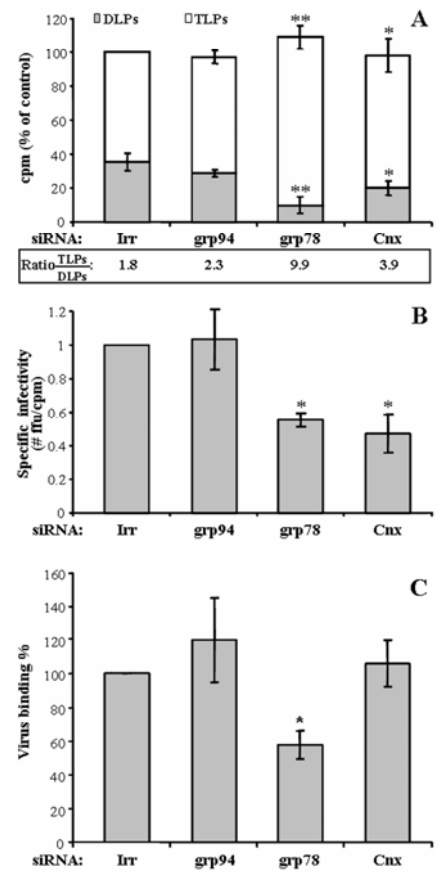 DLPs TLPs A
cpm (% of control)
120
100
80
60
40
20
0
** *
** *
siRNA: Irr grp94 grp78 Cnx
Ratio TLPs/DLPs: 1.8 2.3 9.9 3.9
B
Specific infectivity
(# ffu/cpm)
1.2
1
0.8
0.6
0.4
0.2
0
* *
siRNA: Irr grp94 grp78 Cnx
C
Virus binding %
160
140
120
100
80
60
40
20
0
*
siRNA: Irr grp94 grp78 Cnx